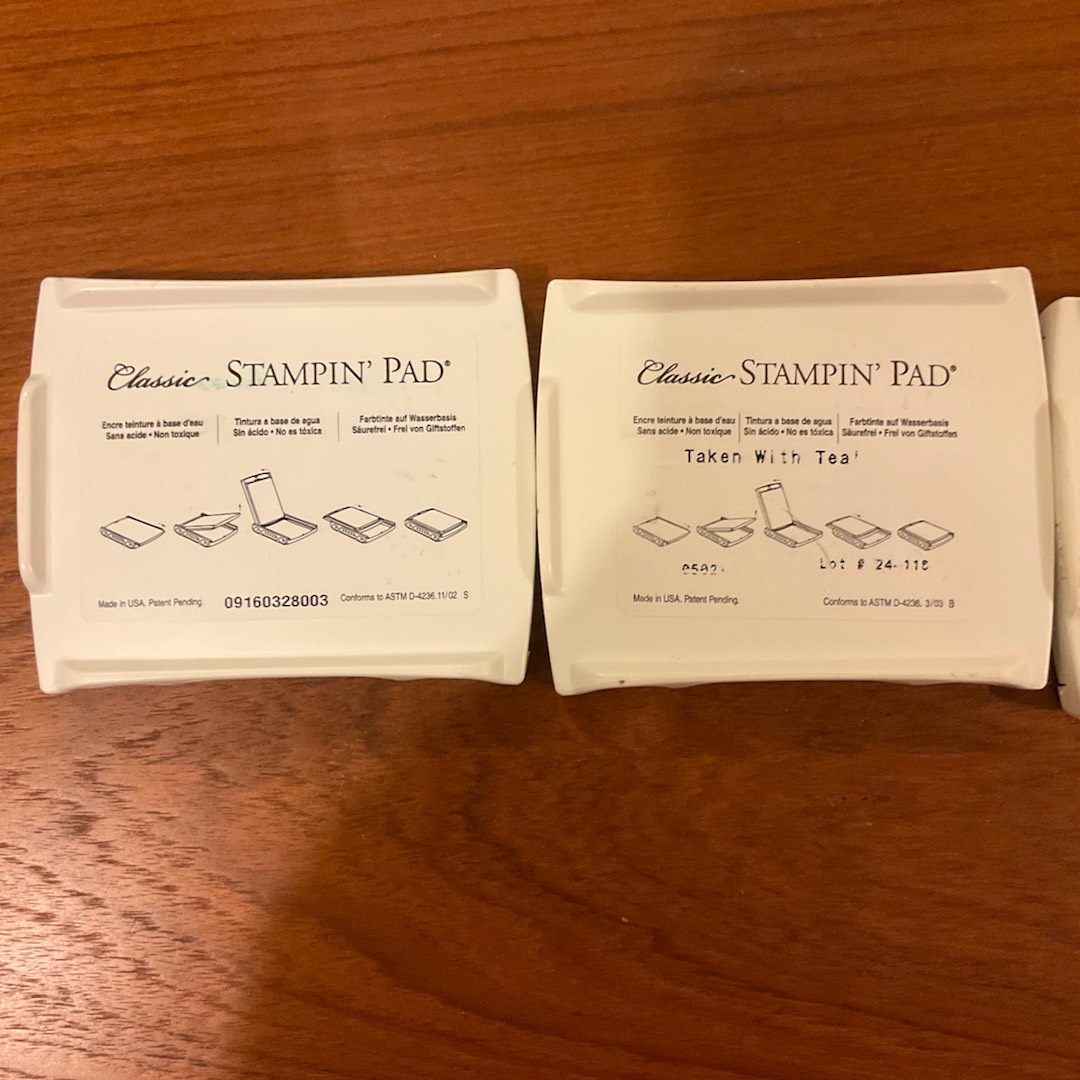 Classic STAMPIN' PAD®
Encre teinture à base d'eau
Sans acide • Non toxique
Tintura a base de agua
Sin ácido • No es tóxica
Farbtinte auf Wasserbasis
Säurefrei • Frei von Giftstoffen
Made in USA. Patent Pending.
09160328003
Conforms to ASTM D-4236. 11/02 S
Classic STAMPIN' PAD®
Encre teinture à base d'eau
Sans acide • Non toxique
Tintura a base de agua
Sin ácido • No es tóxica
Farbtinte auf Wasserbasis
Säurefrei • Frei von Giftstoffen
Taken With Teal
Lot # 24-116
Made in USA. Patent Pending.
Conforms to ASTM D-4236. 3/03 B